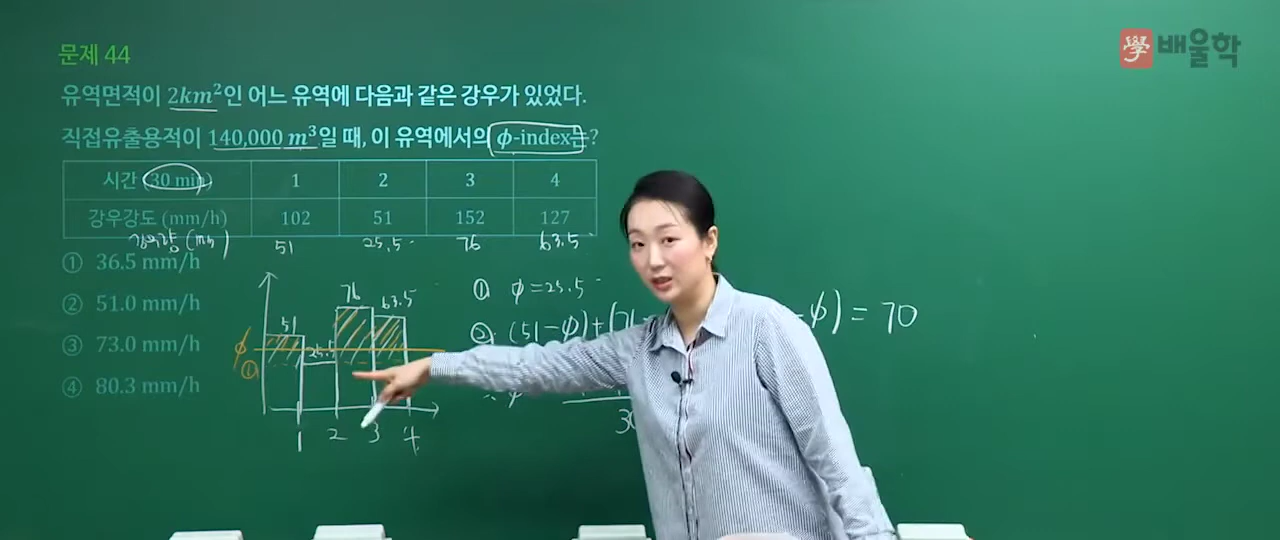 學 배울학
문제 44
유역면적이 2km²인 어느 유역에 다음과 같은 강우가 있었다.
직접유출용적이 140,000 m³일 때, 이 유역에서의 ϕ-index는?
시간 (30 min) 1 2 3 4
강우강도 (mm/h) 102 51 152 127
강우량 (mm) 51 25.5 76 63.5
① 36.5 mm/h
② 51.0 mm/h
③ 73.0 mm/h
④ 80.3 mm/h
76
63.5
51
25.5
ϕ
①
1 2 3 4
① ϕ = 25.5
② (51-ϕ)+(76 -ϕ) = 70
∴ ϕ